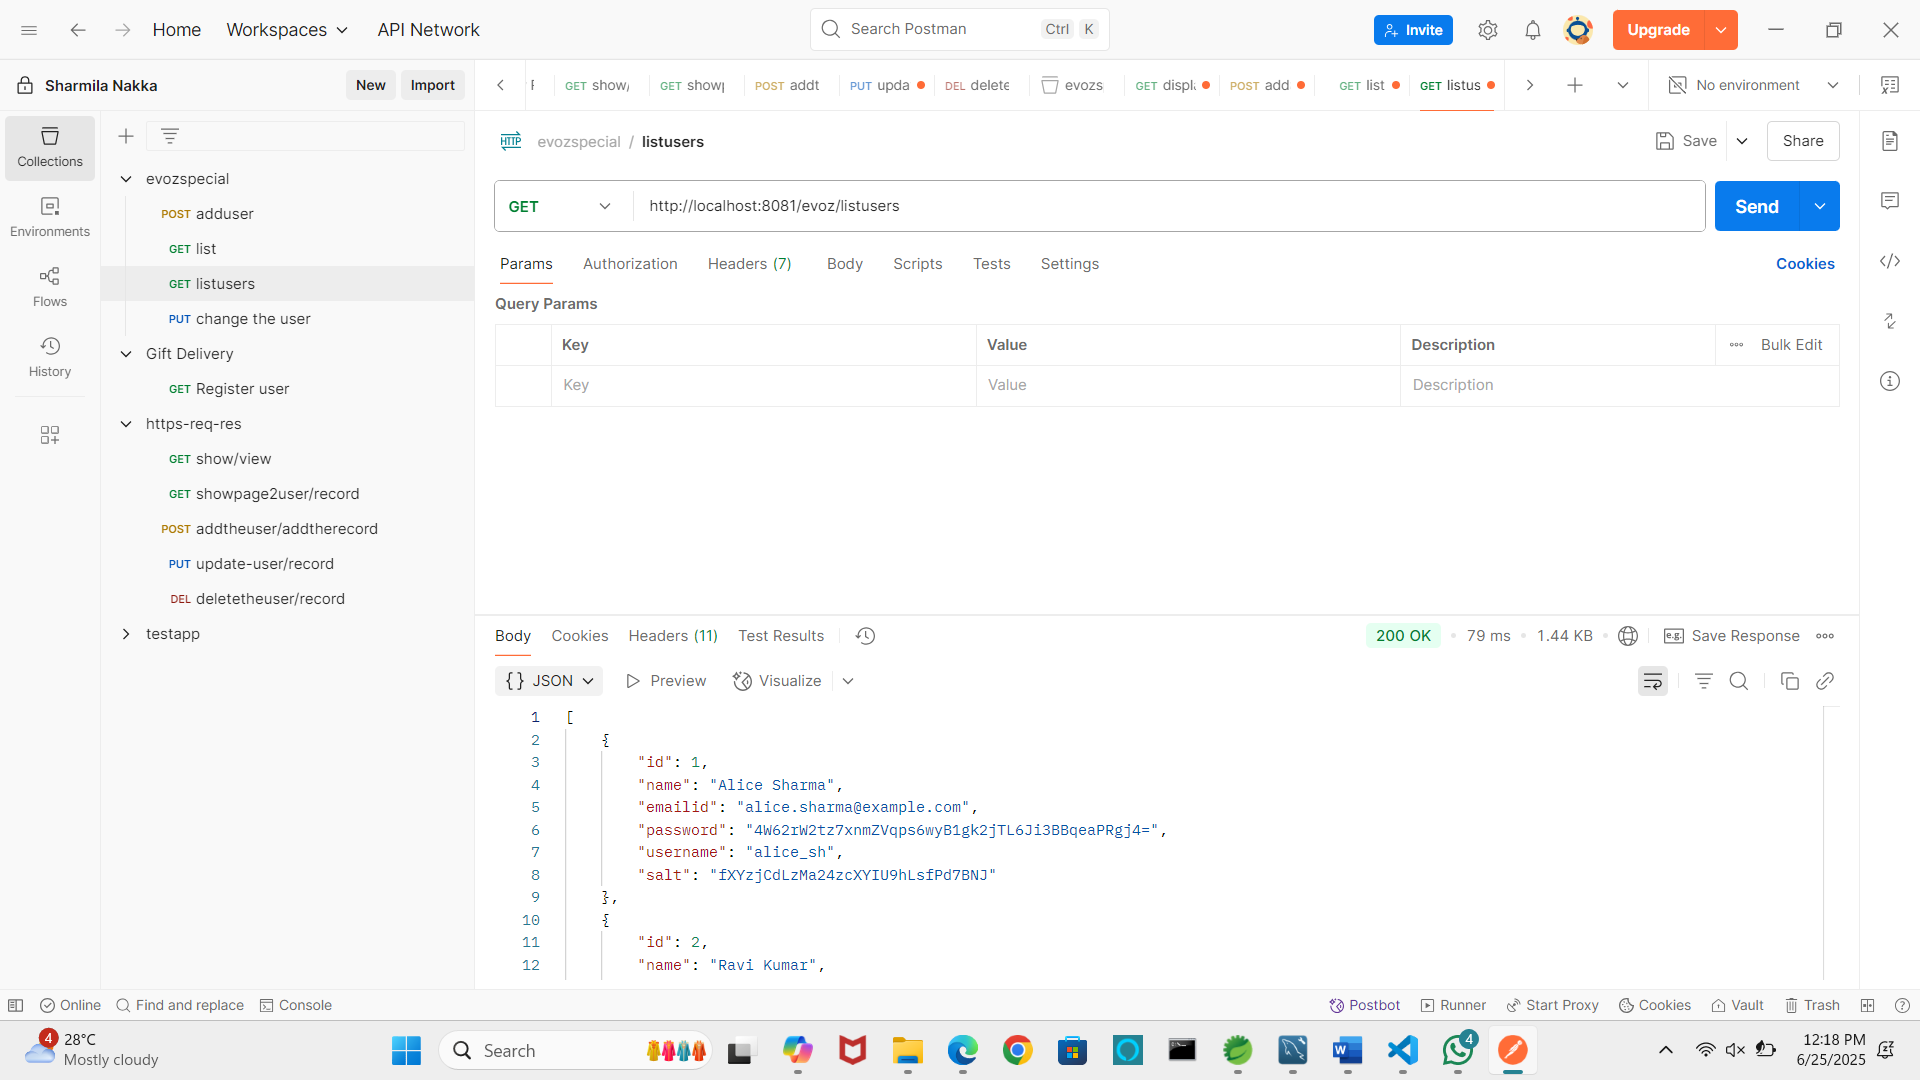 Home Workspaces API Network Search Postman Ctrl K Invite Upgrade
Sharmila Nakka New Import
GET show/ GET show POST addt PUT upda DEL delete evozs GET displ POST add GET list GET listus No environment
Collections
Environments
Flows
History
evozspecial
POST adduser
GET list
GET listusers
PUT change the user
Gift Delivery
GET Register user
https-req-res
GET show/view
GET showpage2user/record
POST addtheuser/addtherecord
PUT update-user/record
DEL deletetheuser/record
testapp
HTTP evozspecial / listusers Save Share
GET http://localhost:8081/evoz/listusers Send
Params Authorization Headers (7) Body Scripts Tests Settings Cookies
Query Params
Key Value Description Bulk Edit
Key Value Description
Body Cookies Headers (11) Test Results 200 OK 79 ms 1.44 KB e.g. Save Response
{} JSON Preview Visualize
1 [
2 {
3 "id": 1,
4 "name": "Alice Sharma",
5 "emailid": "alice.sharma@example.com",
6 "password": "4W62rW2tz7xnmZVqps6wyB1gk2jTL6Ji3BBqeaPRgj4=",
7 "username": "alice_sh",
8 "salt": "fXYzjCdLzMa24zcXYIU9hLsfPd7BNJ"
9 },
10 {
11 "id": 2,
12 "name": "Ravi Kumar",
Online Find and replace Console Postbot Runner Start Proxy Cookies Vault Trash
4 28°C
Mostly cloudy
Search
4
12:18 PM
6/25/2025